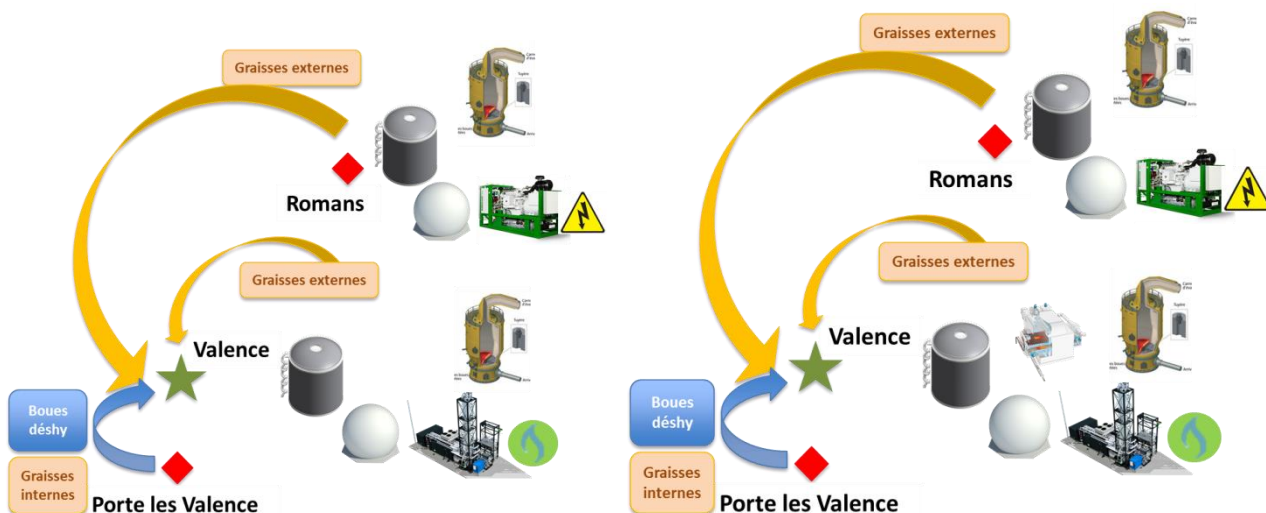 Graisses externes
Romans
Graisses externes
Valence
Boues
déshy
Graisses
internes
Porte les Valence
Graisses externes
Romans
Graisses externes
Valence
Boues
déshy
Graisses
internes
Porte les Valence